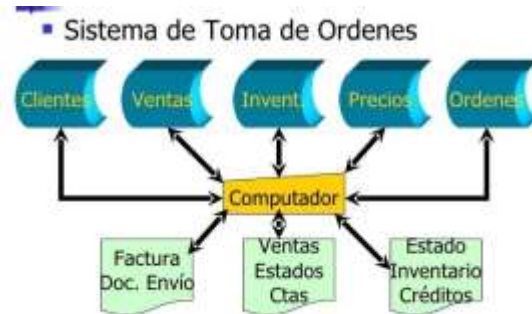 Sistema de Toma de Ordenes
Clientes
Ventas
Invent.
Precios
Ordenes
Computador
Factura
Doc. Envío
Ventas
Estados
Ctas
Estado
Inventario
Créditos